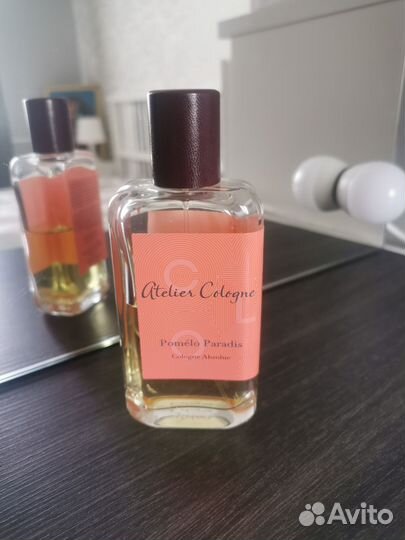 Atelier Cologne
Pomélo Paradis
Cologne Absolue
Avito